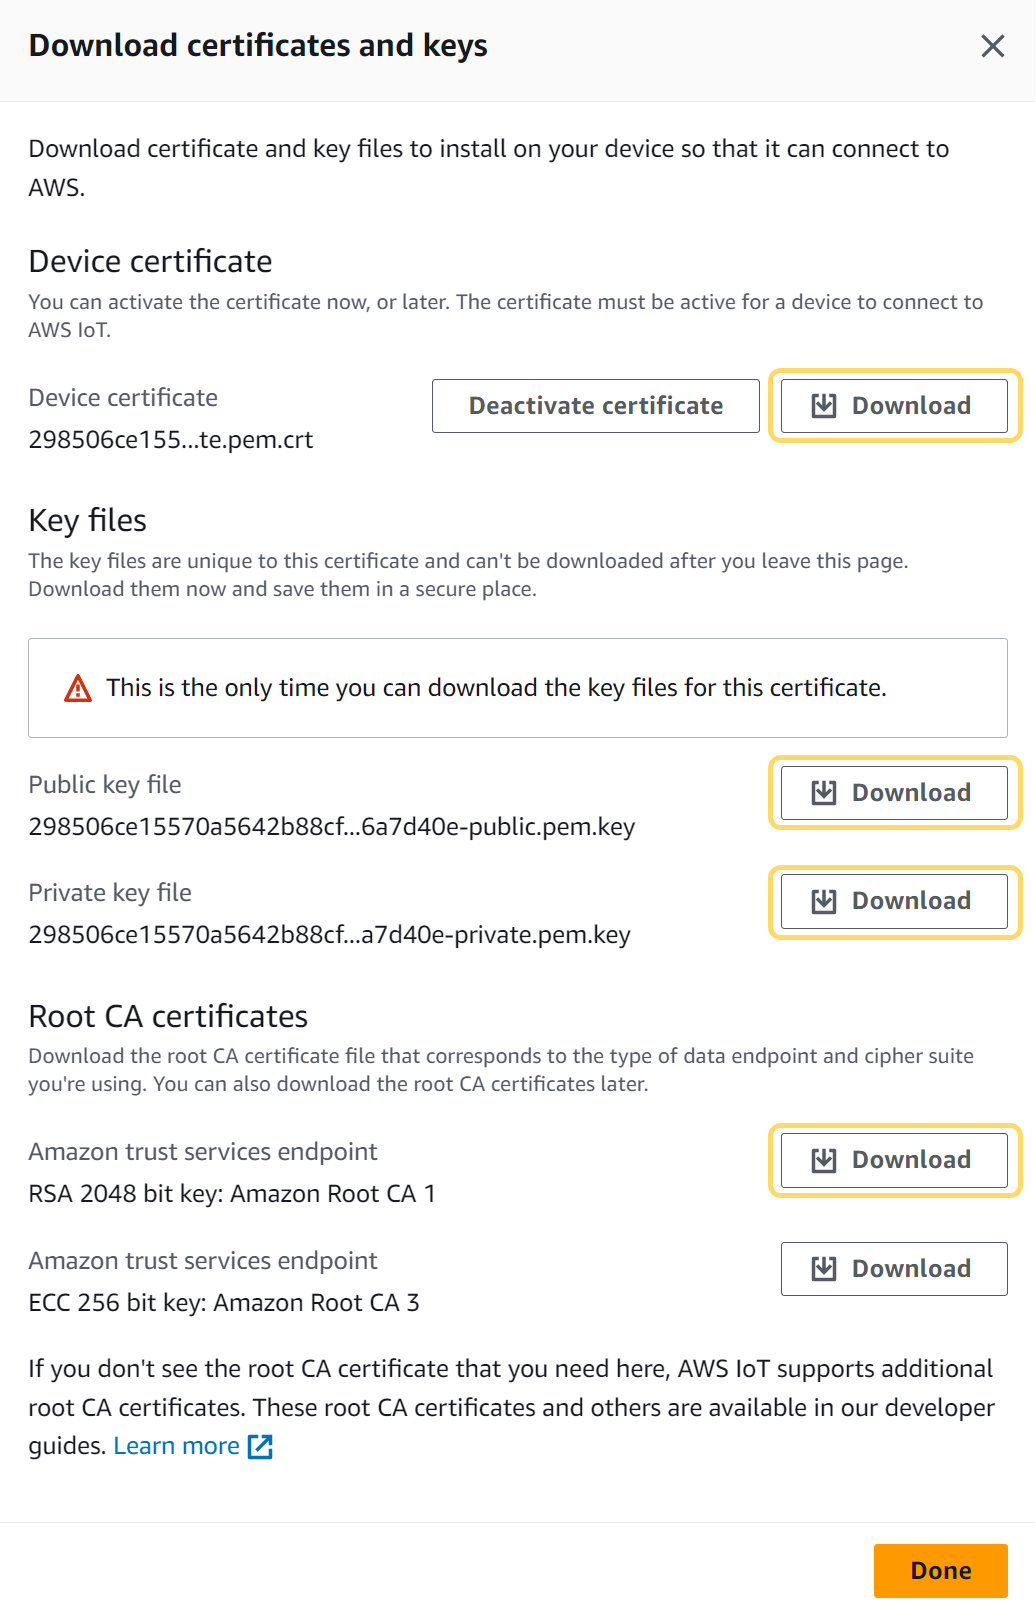 Download certificates and keys
Download certificate and key files to install on your device so that it can connect to
AWS.
Device certificate
You can activate the certificate now, or later. The certificate must be active for a device to connect to
AWS IoT.
Device certificate
298506ce155...te.pem.crt
Deactivate certificate
Download
Key files
The key files are unique to this certificate and can't be downloaded after you leave this page.
Download them now and save them in a secure place.
This is the only time you can download the key files for this certificate.
Public key file
298506ce15570a5642b88cf...6a7d40e-public.pem.key
Download
Private key file
298506ce15570a5642b88cf...a7d40e-private.pem.key
Download
Root CA certificates
Download the root CA certificate file that corresponds to the type of data endpoint and cipher suite
you're using. You can also download the root CA certificates later.
Amazon trust services endpoint
RSA 2048 bit key: Amazon Root CA 1
Download
Amazon trust services endpoint
ECC 256 bit key: Amazon Root CA 3
Download
If you don't see the root CA certificate that you need here, AWS IoT supports additional
root CA certificates. These root CA certificates and others are available in our developer
guides. Learn more
Done